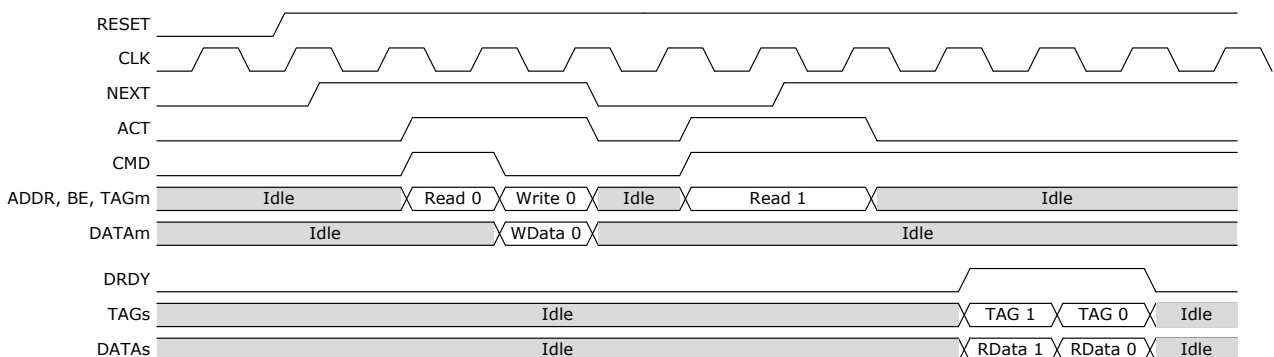 RESET
CLK
NEXT
ACT
CMD
ADDR, BE, TAGm Idle Read 0 Write 0 Idle Read 1 Idle
DATAm Idle WData 0 Idle
DRDY
TAGs Idle TAG 1 TAG 0 Idle
DATAs Idle RData 1 RData 0 Idle